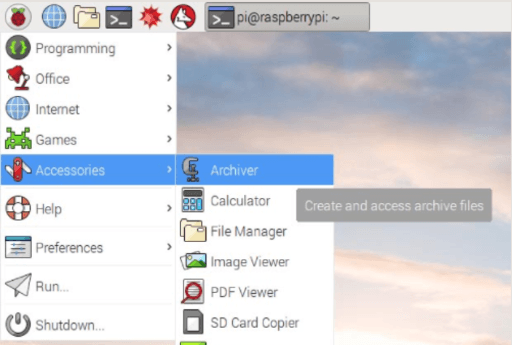 pi@raspberrypi: ~
Programming
Office
Internet
Games
Accessories
Help
Preferences
Run...
Shutdown...
Archiver
Calculator
File Manager
Image Viewer
PDF Viewer
SD Card Copier
Create and access archive files